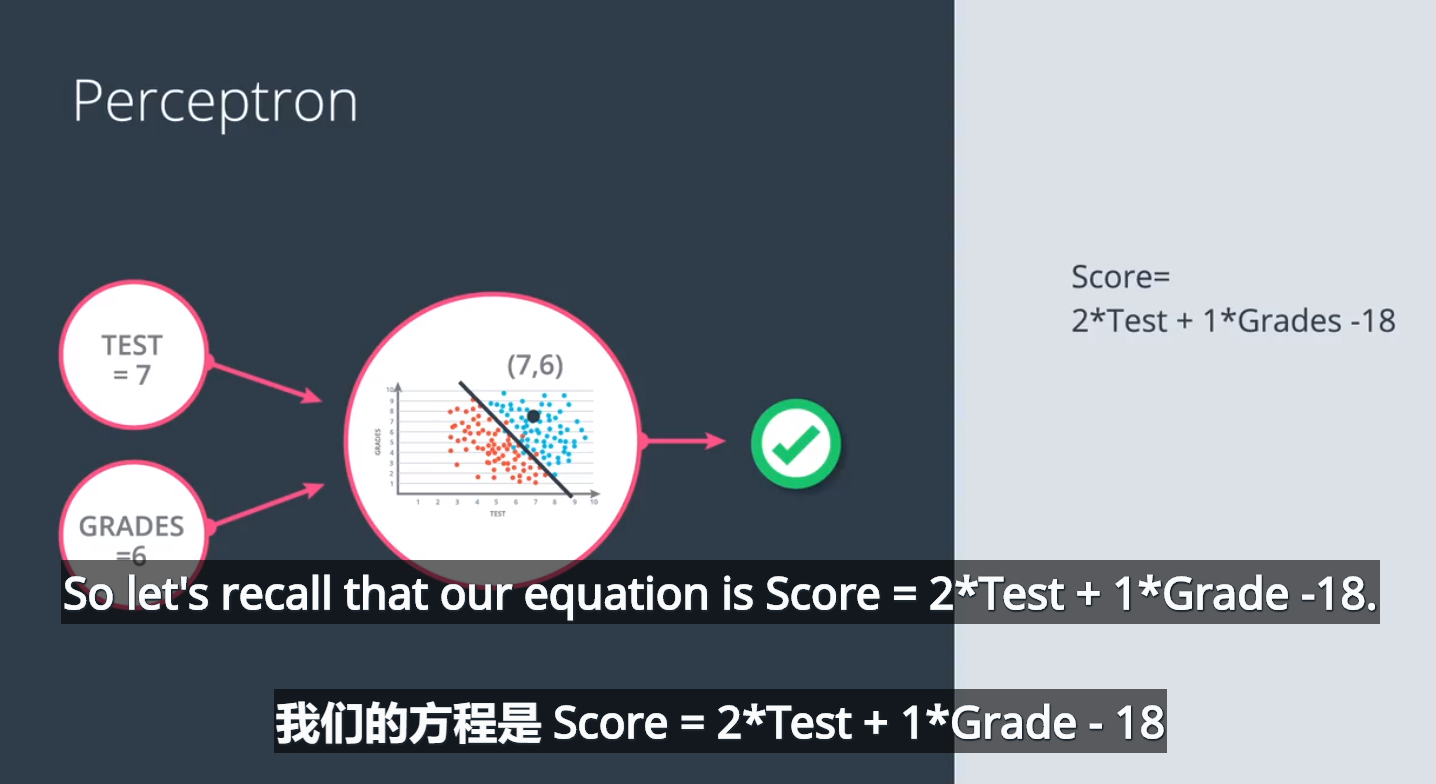 Perceptron
Score=
2*Test + 1*Grades -18
TEST
= 7
GRADES
=6
(7,6)
10
9
8
7
6
5
4
3
2
1
GRADES
1 2 3 4 5 6 7 8 9 10
TEST
So let's recall that our equation is Score = 2*Test + 1*Grade -18.
我们的方程是 Score = 2*Test + 1*Grade - 18